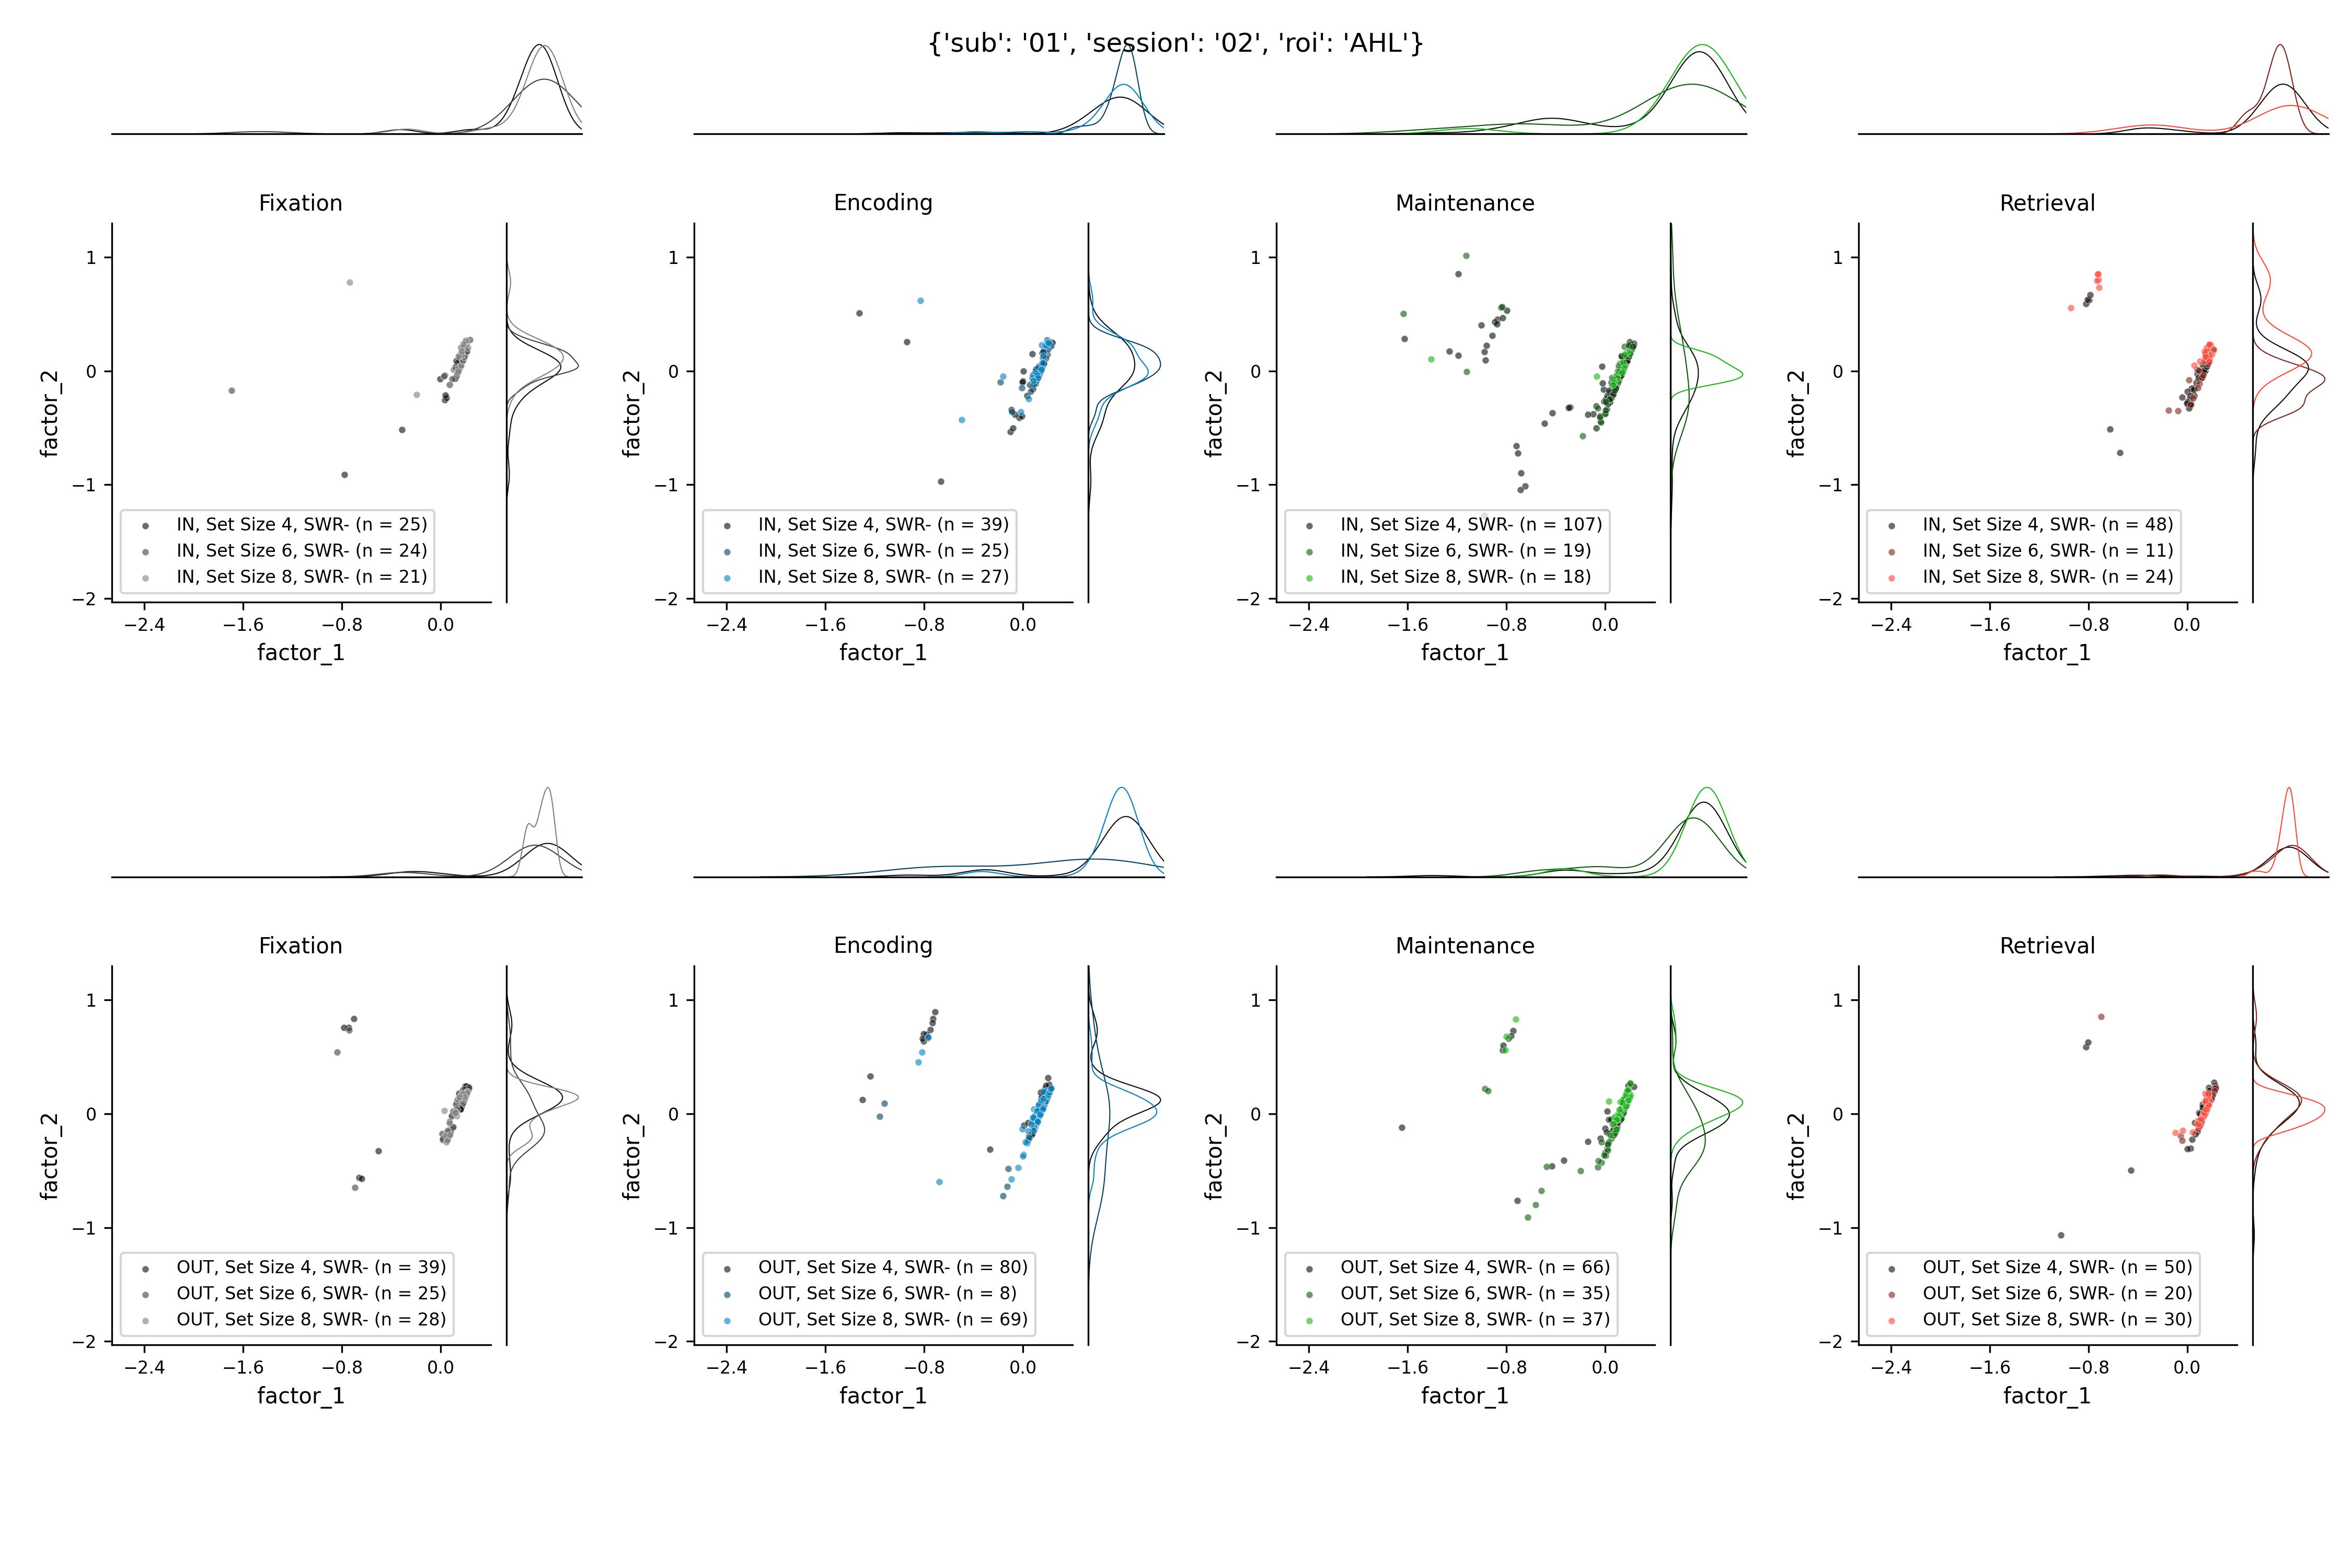 {'sub': '01', 'session': '02', 'roi': 'AHL'}
Fixation
1
0
−1
−2
factor_2
IN, Set Size 4, SWR- (n = 25)
IN, Set Size 6, SWR- (n = 24)
IN, Set Size 8, SWR- (n = 21)
−2.4 −1.6 −0.8 0.0
factor_1
Encoding
1
0
−1
−2
factor_2
IN, Set Size 4, SWR- (n = 39)
IN, Set Size 6, SWR- (n = 25)
IN, Set Size 8, SWR- (n = 27)
−2.4 −1.6 −0.8 0.0
factor_1
Maintenance
1
0
−1
−2
factor_2
IN, Set Size 4, SWR- (n = 107)
IN, Set Size 6, SWR- (n = 19)
IN, Set Size 8, SWR- (n = 18)
−2.4 −1.6 −0.8 0.0
factor_1
Retrieval
1
0
−1
−2
factor_2
IN, Set Size 4, SWR- (n = 48)
IN, Set Size 6, SWR- (n = 11)
IN, Set Size 8, SWR- (n = 24)
−2.4 −1.6 −0.8 0.0
factor_1
Fixation
1
0
−1
−2
factor_2
OUT, Set Size 4, SWR- (n = 39)
OUT, Set Size 6, SWR- (n = 25)
OUT, Set Size 8, SWR- (n = 28)
−2.4 −1.6 −0.8 0.0
factor_1
Encoding
1
0
−1
−2
factor_2
OUT, Set Size 4, SWR- (n = 80)
OUT, Set Size 6, SWR- (n = 8)
OUT, Set Size 8, SWR- (n = 69)
−2.4 −1.6 −0.8 0.0
factor_1
Maintenance
1
0
−1
−2
factor_2
OUT, Set Size 4, SWR- (n = 66)
OUT, Set Size 6, SWR- (n = 35)
OUT, Set Size 8, SWR- (n = 37)
−2.4 −1.6 −0.8 0.0
factor_1
Retrieval
1
0
−1
−2
factor_2
OUT, Set Size 4, SWR- (n = 50)
OUT, Set Size 6, SWR- (n = 20)
OUT, Set Size 8, SWR- (n = 30)
−2.4 −1.6 −0.8 0.0
factor_1